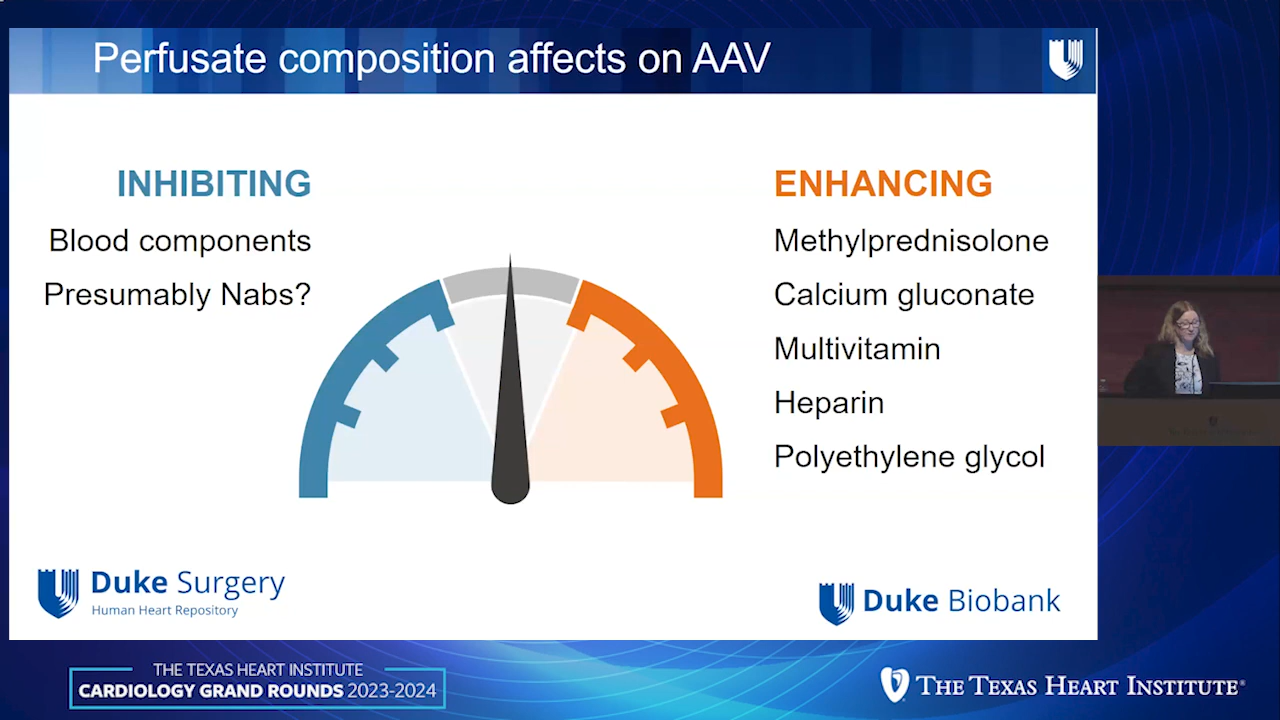 Perfusate composition affects on AAV
INHIBITING
Blood components
Presumably Nabs?
ENHANCING
Methylprednisolone
Calcium gluconate
Multivitamin
Heparin
Polyethylene glycol
Duke Surgery
Human Heart Repository
Duke Biobank
THE TEXAS HEART INSTITUTE
CARDIOLOGY GRAND ROUNDS 2023-2024
THE TEXAS HEART INSTITUTE®